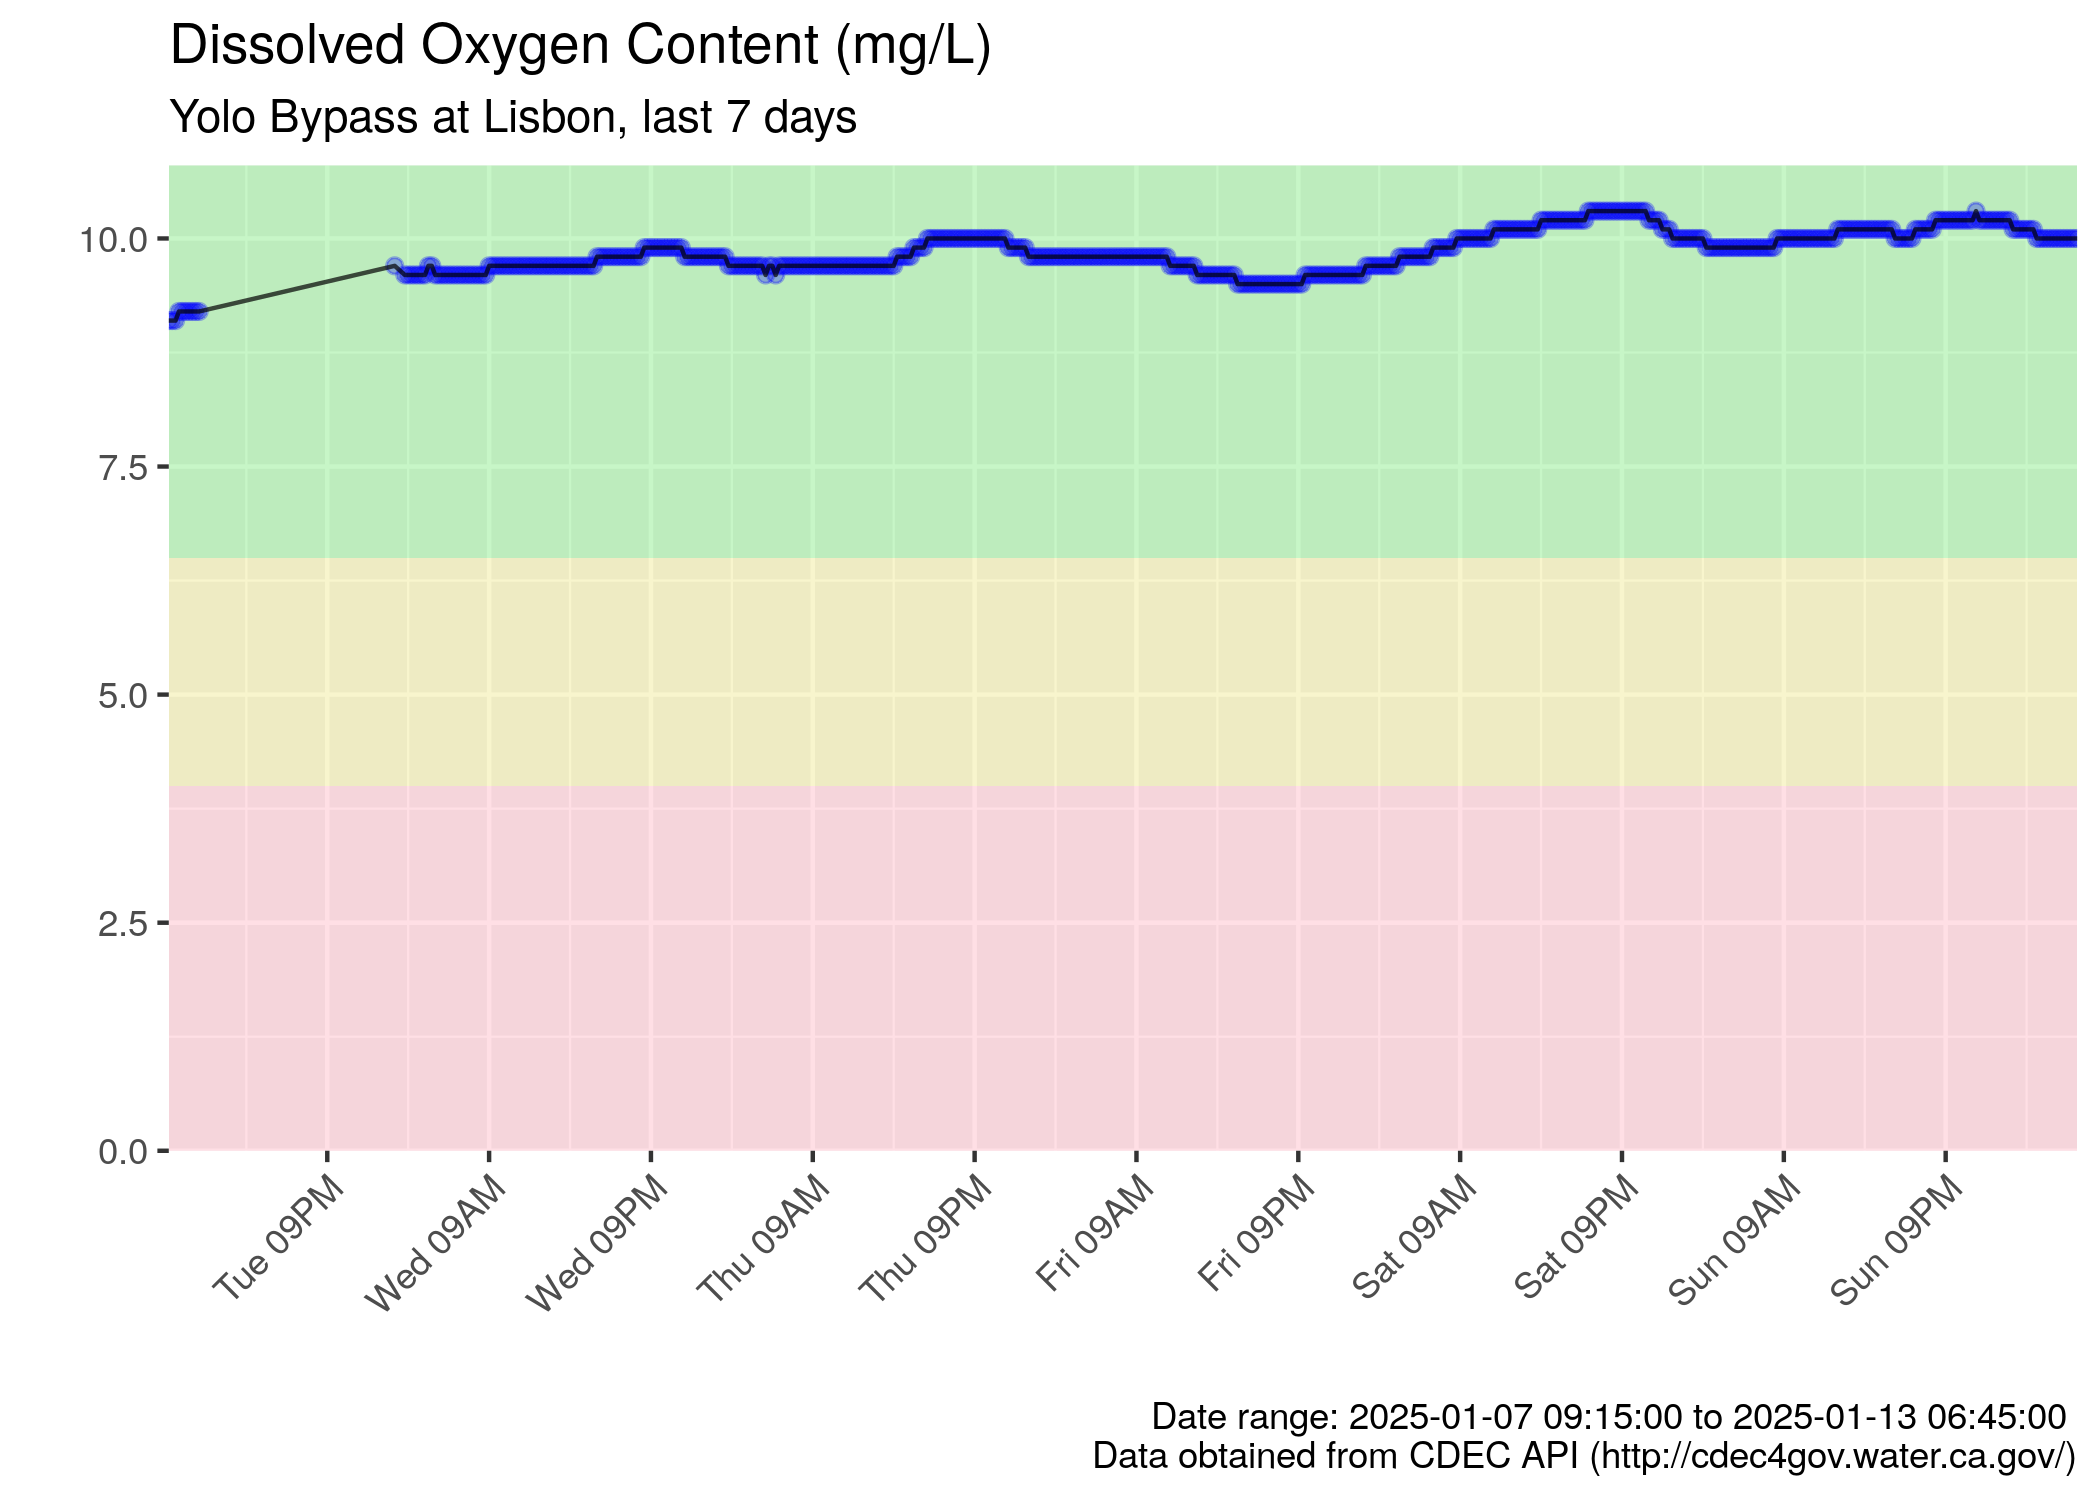 Dissolved Oxygen Content (mg/L)
Yolo Bypass at Lisbon, last 7 days
10.0
7.5
5.0
2.5
0.0
Tue 09PM
Wed 09AM
Wed 09PM
Thu 09AM
Thu 09PM
Fri 09AM
Fri 09PM
Sat 09AM
Sat 09PM
Sun 09AM
Sun 09PM
Date range: 2025-01-07 09:15:00 to 2025-01-13 06:45:00
Data obtained from CDEC API (http://cdec4gov.water.ca.gov/)